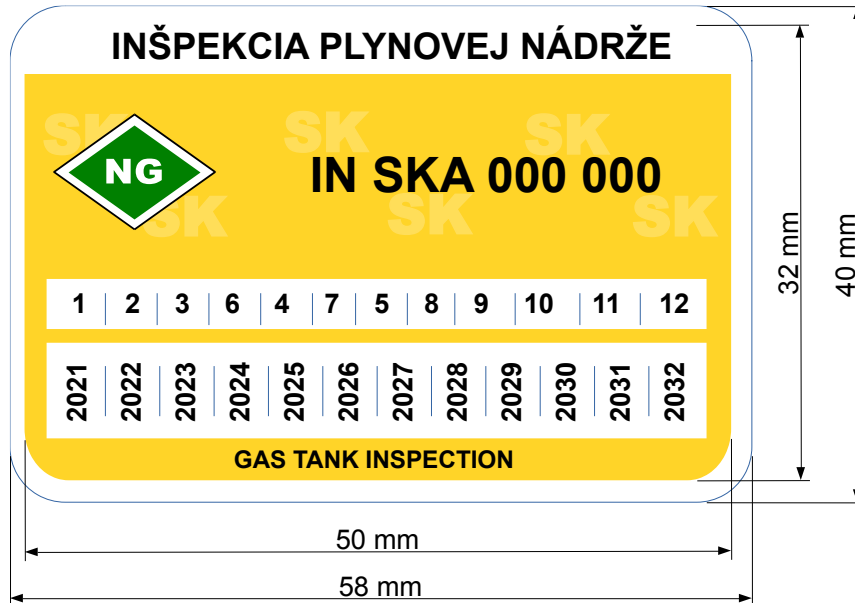 INŠPEKCIA PLYNOVEJ NÁDRŽE
SK SK SK
NG
IN SKA 000 000
SK SK SK
1 2 3 6 4 7 5 8 9 10 11 12
2021 2022 2023 2024 2025 2026 2027 2028 2029 2030 2031 2032
GAS TANK INSPECTION
32 mm
40 mm
50 mm
58 mm